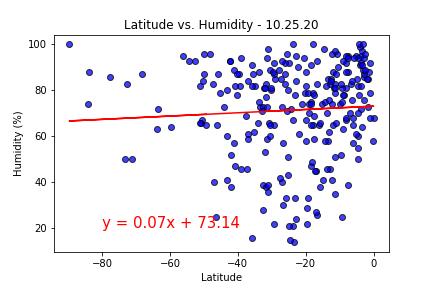 Latitude vs. Humidity - 10.25.20
100
80
60
40
20
Humidity (%)
y = 0.07x + 73.14
−80 −60 −40 −20 0
Latitude